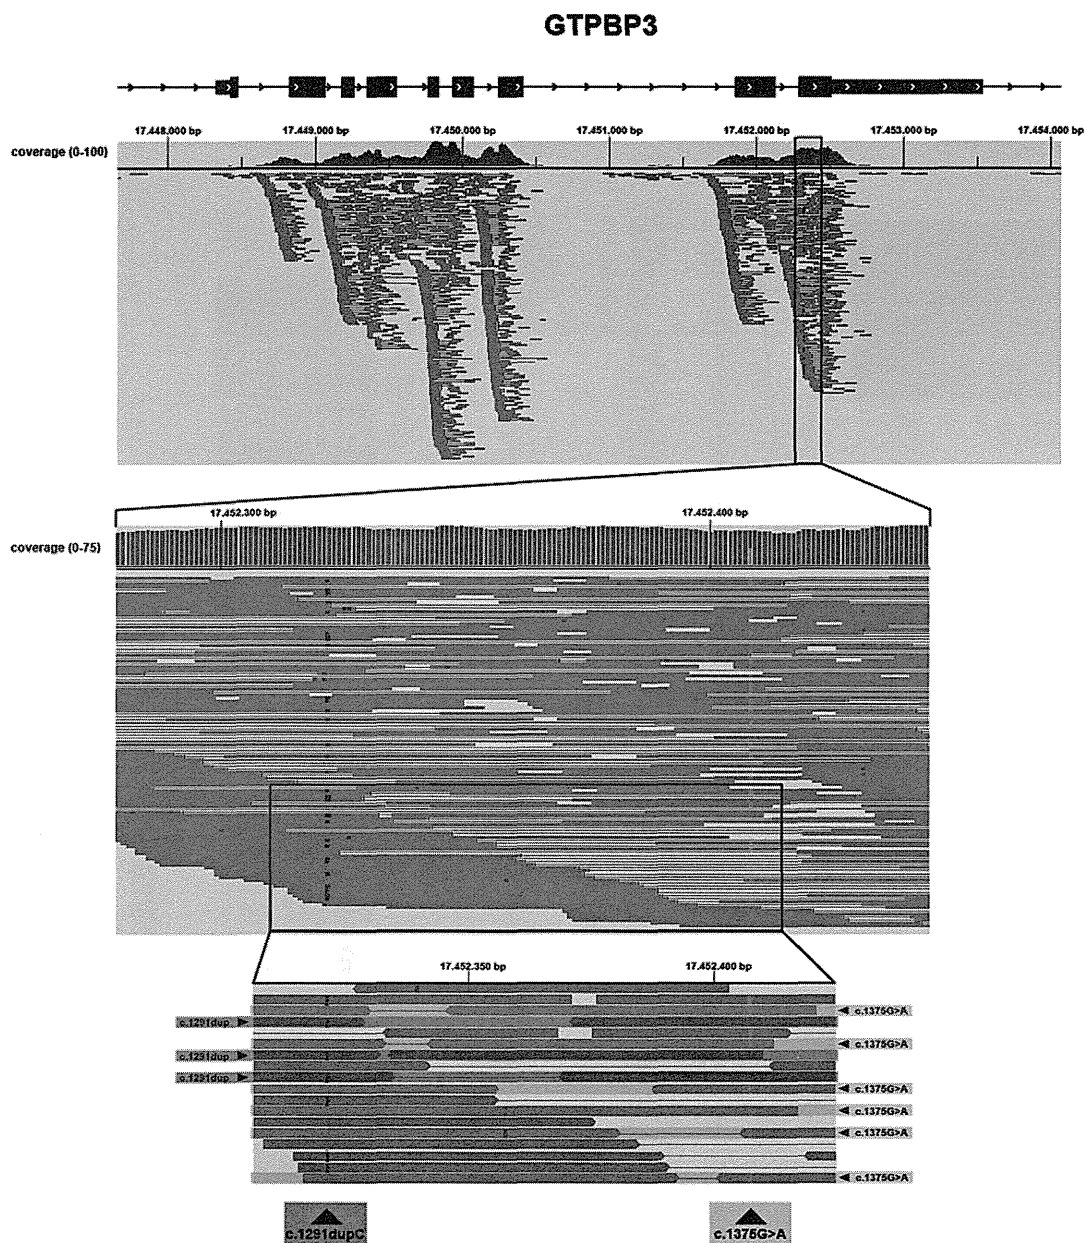 GTPBP3
17.448.000 bp 17.449.000 bp 17.450.000 bp 17.451.000 bp 17.452.000 bp 17.453.000 bp 17.454.000 bp
coverage (0-100)
17.452.300 bp 17.452.400 bp
coverage (0-75)
17.452.350 bp 17.452.400 bp
c.1375G>A
c.1291dup
c.1375G>A
c.1291dup
c.1291dup
c.1375G>A
c.1375G>A
c.1375G>A
c.1375G>A
c.1291dupC c.1375G>A